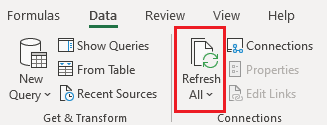 Formulas Data Review View Help
New Query
Show Queries
From Table
Recent Sources
Get & Transform
Refresh All
Connections
Properties
Edit Links
Connections